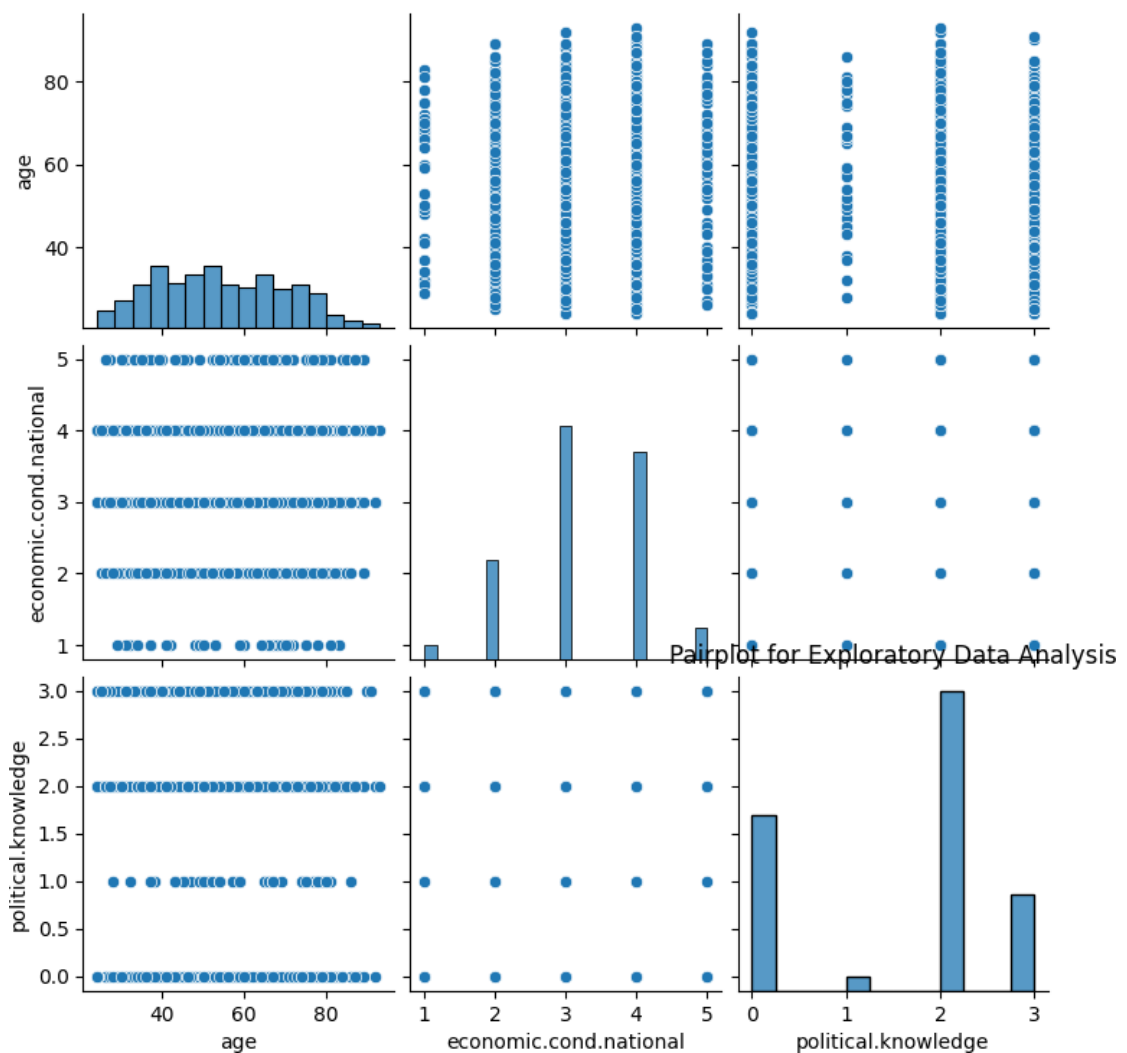 age
80
60
40
economic.cond.national
5
4
3
2
1
Pairplot for Exploratory Data Analysis
political.knowledge
3.0
2.5
2.0
1.5
1.0
0.5
0.0
40 60 80 1 2 3 4 5 0 1 2 3
age economic.cond.national political.knowledge